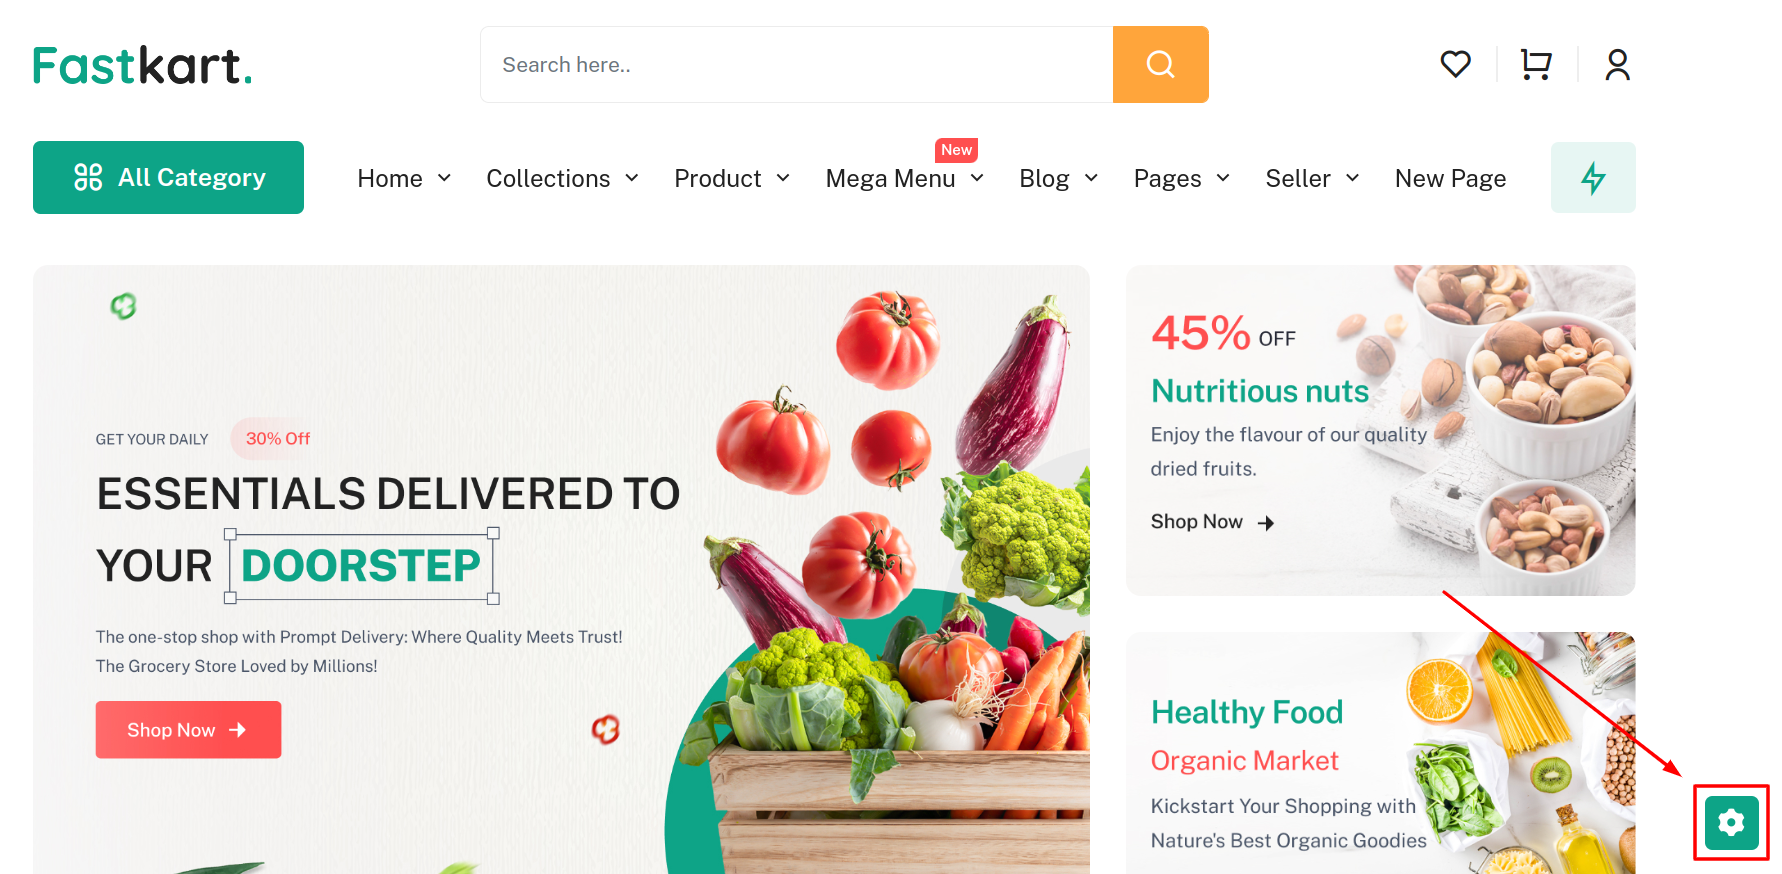 Fastkart.
Search here..
All Category
Home
Collections
Product
Mega Menu
New
Blog
Pages
Seller
New Page
GET YOUR DAILY
30% Off
ESSENTIALS DELIVERED TO
YOUR DOORSTEP
The one-stop shop with Prompt Delivery: Where Quality Meets Trust!
The Grocery Store Loved by Millions!
Shop Now
45% OFF
Nutritious nuts
Enjoy the flavour of our quality
dried fruits.
Shop Now
Healthy Food
Organic Market
Kickstart Your Shopping with
Nature's Best Organic Goodies